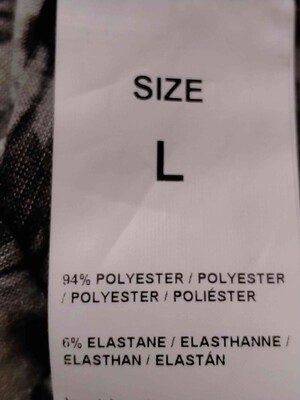 SIZE
L
94% POLYESTER / POLYESTER
/ POLYESTER / POLIÉSTER
6% ELASTANE / ELASTHANNE /
ELASTHAN / ELASTÁN